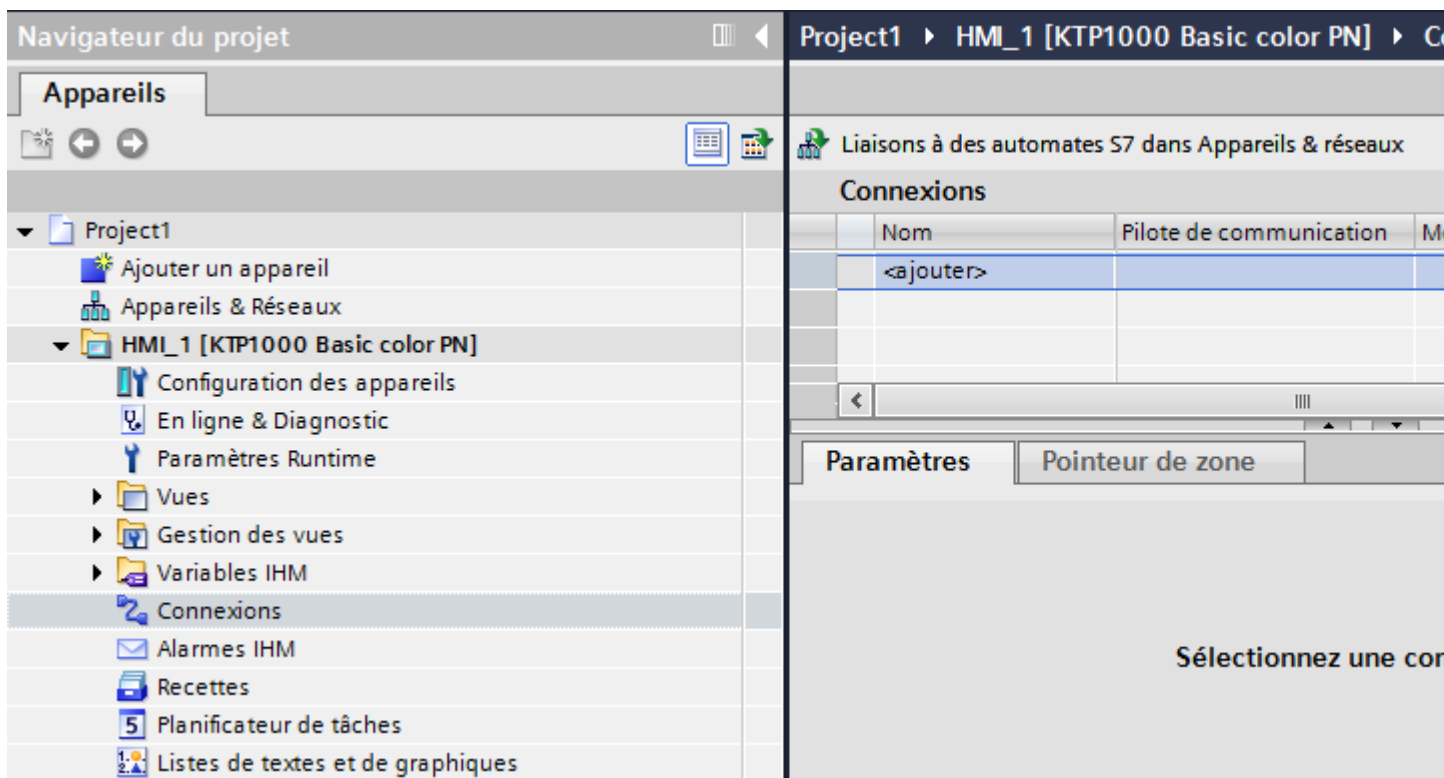 Navigateur du projet
Appareils
Project1
Ajouter un appareil
Appareils & Réseaux
HMI_1 [KTP1000 Basic color PN]
Configuration des appareils
En ligne & Diagnostic
Paramètres Runtime
Vues
Gestion des vues
Variables IHM
Connexions
Alarmes IHM
Recettes
Planificateur de tâches
Listes de textes et de graphiques
Project1 HMI_1 [KTP1000 Basic color PN]
Liaisons à des automates S7 dans Appareils & réseaux
Connexions
Nom Pilote de communication
<ajouter>
Paramètres Pointeur de zone
Sélectionnez une